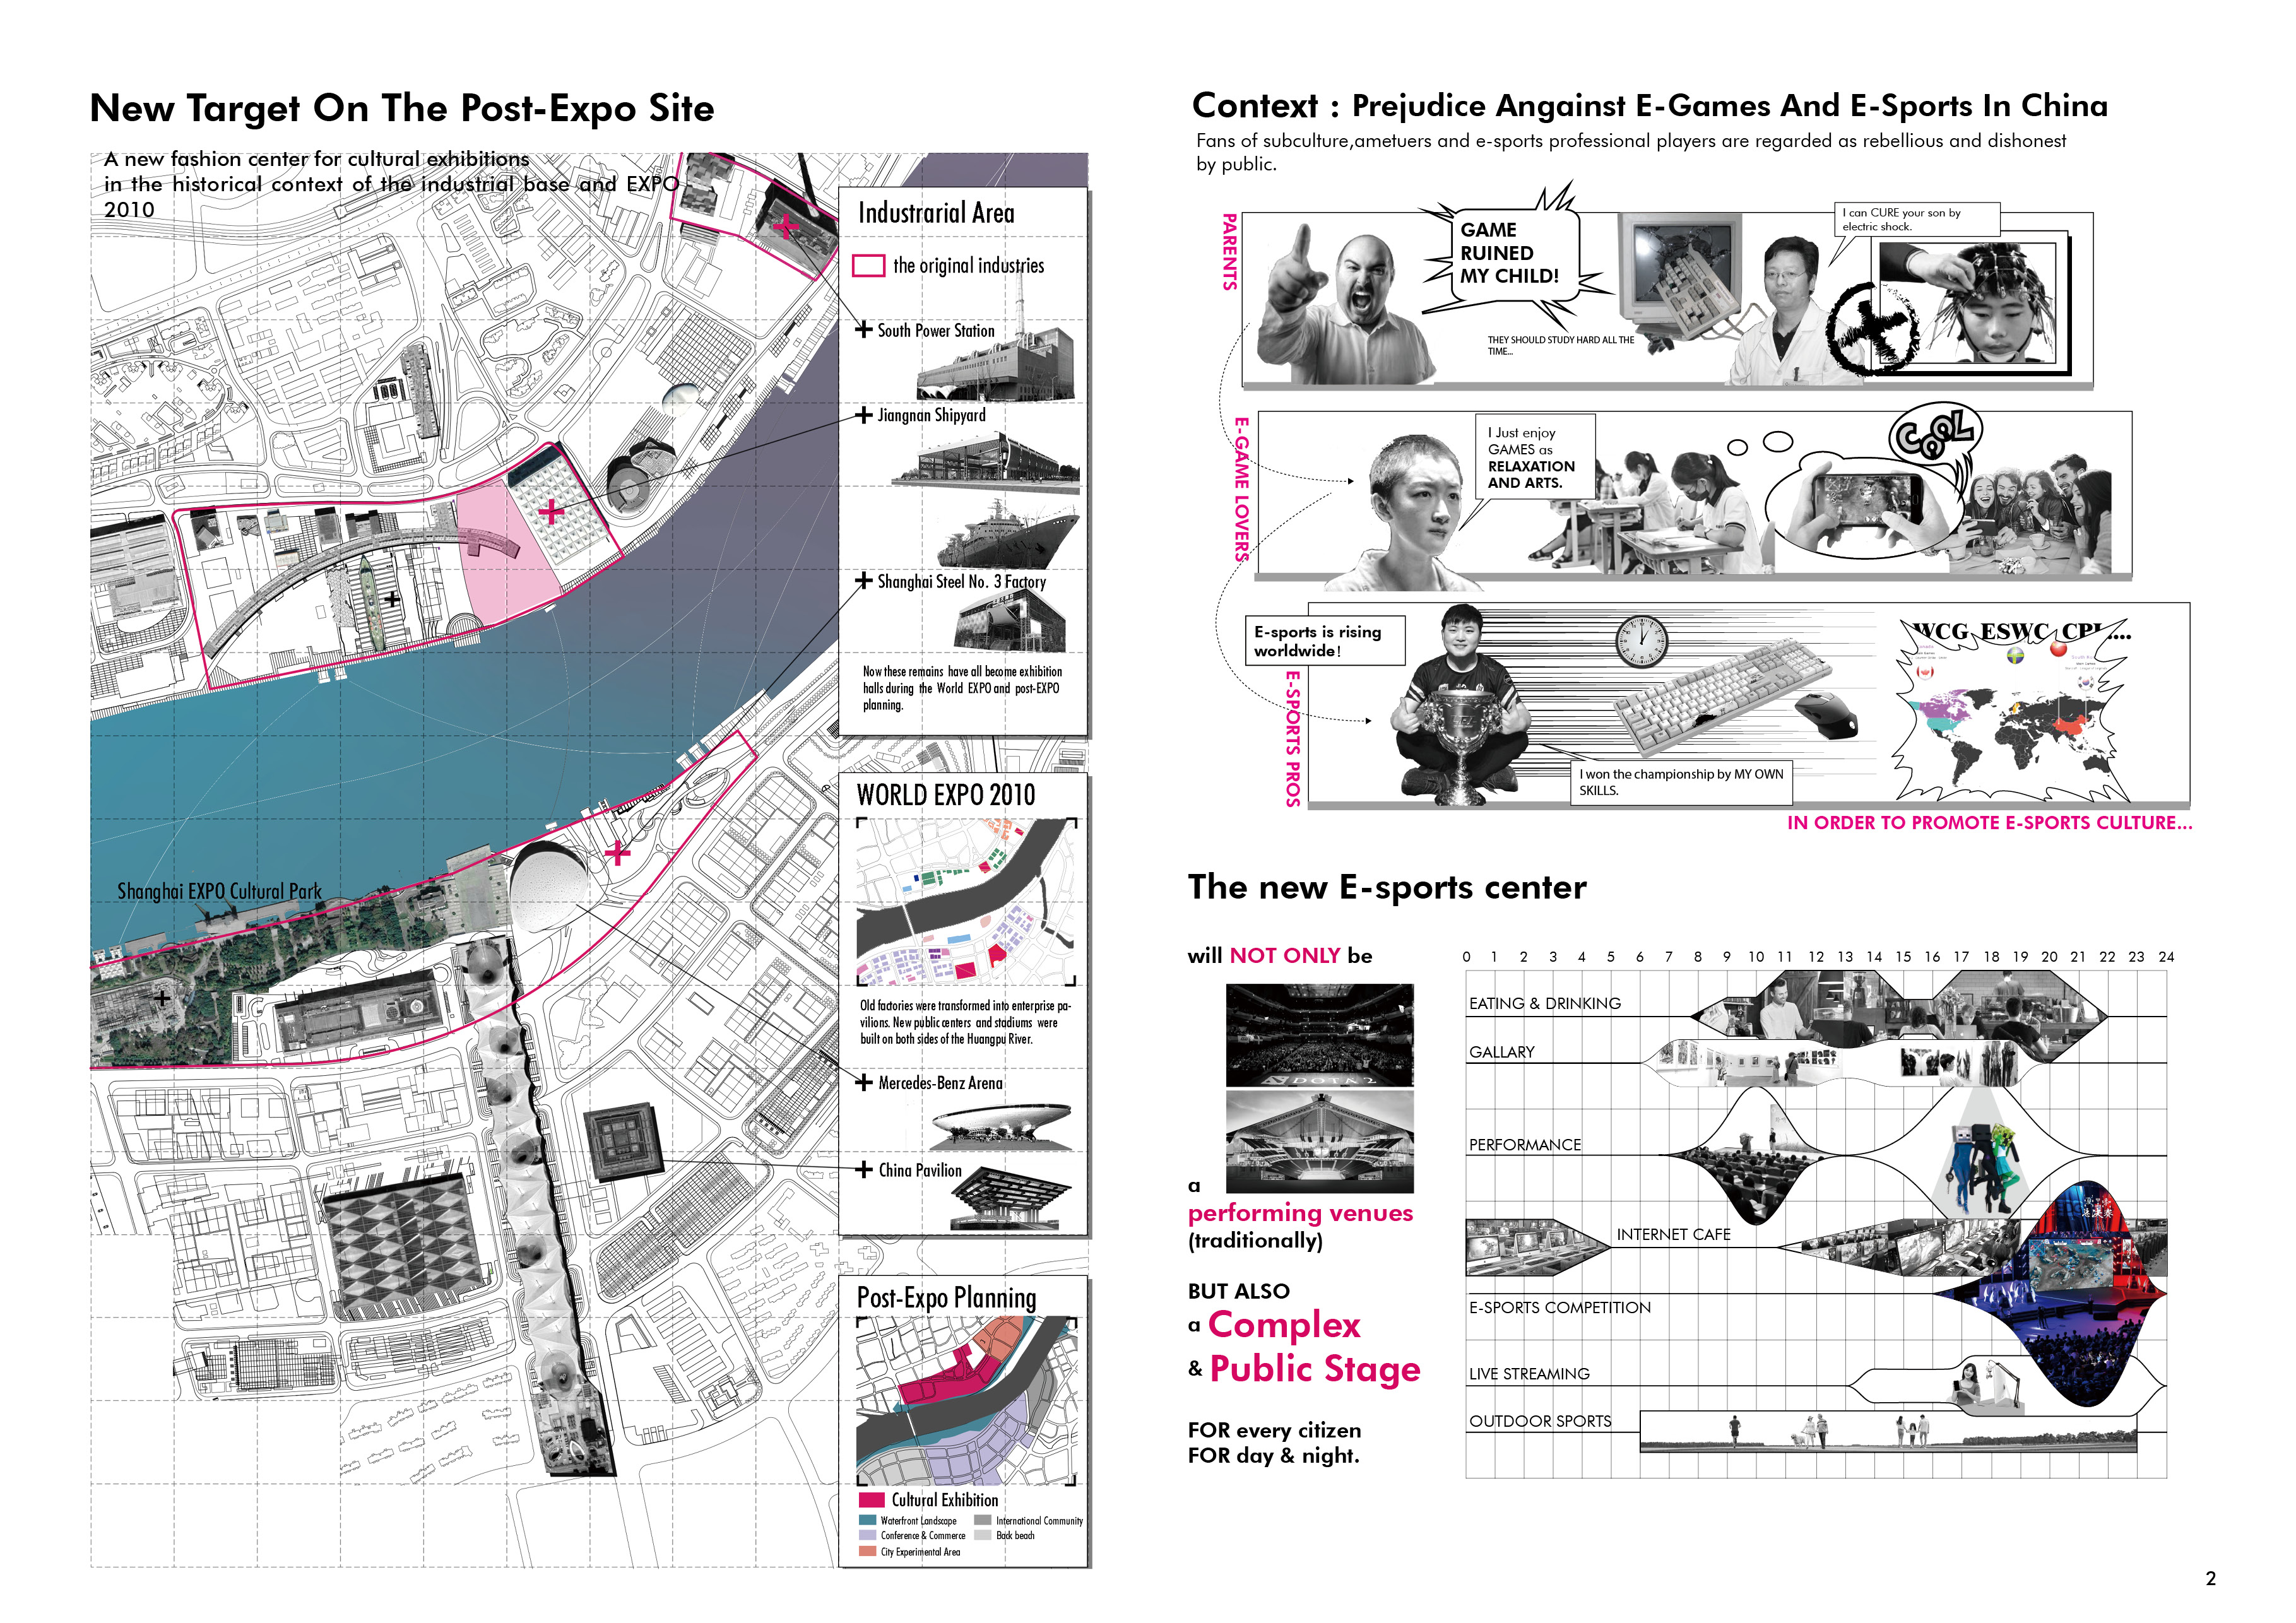 New Target On The Post-Expo Site
A new fashion center for cultural exhibitions
in the historical context of the industrial base and EXPO
2010
Shanghai EXPO Cultural Park
Industrarial Area
the original industries
South Power Station
Jiangnan Shipyard
Shanghai Steel No. 3 Factory
Now these remains have all become exhibition
halls during the World EXPO and post-EXPO
planning.
WORLD EXPO 2010
Old factories were transformed into enterprise pa-
vilions. New public centers and stadiums were
built on both sides of the Huangpu River.
Mercedes-Benz Arena
China Pavilion
Post-Expo Planning
Cultural Exhibition
Waterfront Landscape
International Community
Conference & Commerce
Back beach
City Experimental Area
Context : Prejudice Angainst E-Games And E-Sports In China
Fans of subculture,ametuers and e-sports professional players are regarded as rebellious and dishonest
by public.
PARENTS
GAME
RUINED
MY CHILD!
THEY SHOULD STUDY HARD ALL THE
TIME...
I can CURE your son by
electric shock.
E-GAME LOVERS
I Just enjoy
GAMES as
RELAXATION
AND ARTS.
COOL
E-sports is rising
worldwide!
E-SPORTS PROS
I won the championship by MY OWN
SKILLS.
WCG ESWC CPL....
IN ORDER TO PROMOTE E-SPORTS CULTURE...
The new E-sports center
will NOT ONLY be
DOTA 2
a
performing venues
(traditionally)
BUT ALSO
a Complex
& Public Stage
FOR every citizen
FOR day & night.
0 1 2 3 4 5 6 7 8 9 10 11 12 13 14 15 16 17 18 19 20 21 22 23 24
EATING & DRINKING
GALLARY
PERFORMANCE
INTERNET CAFE
E-SPORTS COMPETITION
LIVE STREAMING
OUTDOOR SPORTS
2